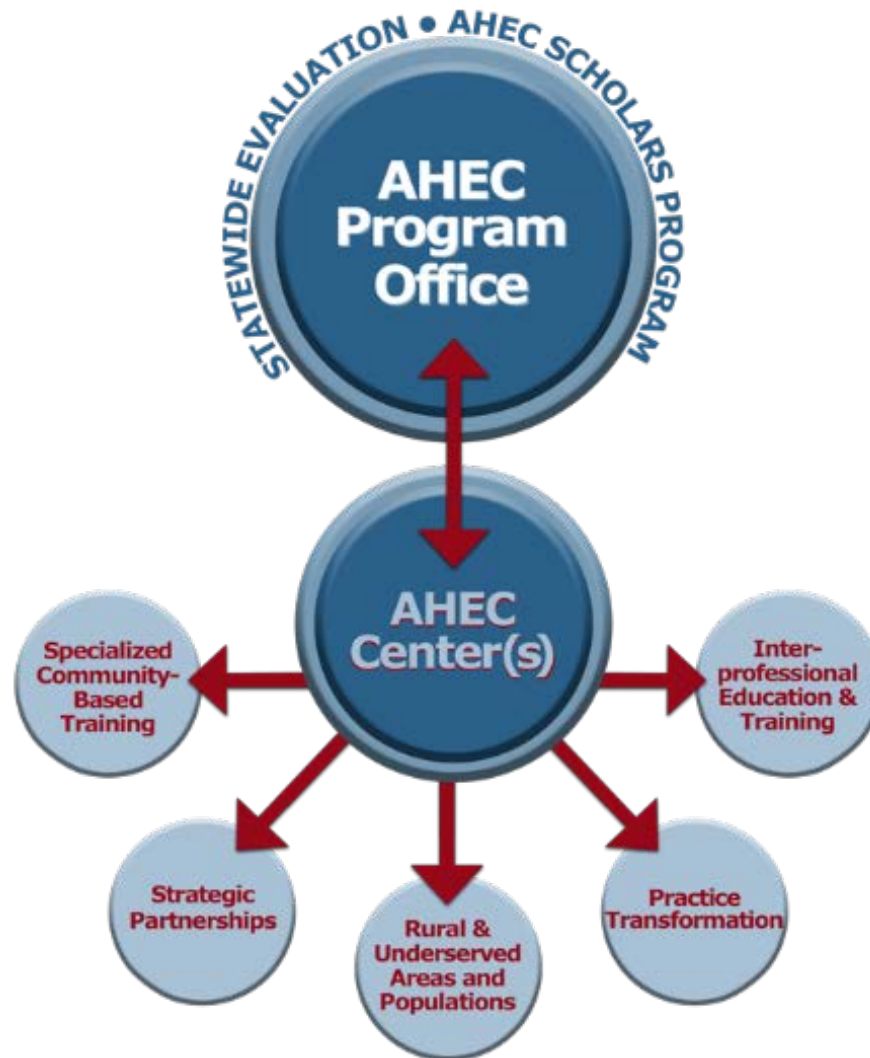 STATEWIDE EVALUATION • AHEC SCHOLARS PROGRAM
AHEC
Program
Office
AHEC
Center(s)
Specialized
Community-
Based
Training
Inter-
professional
Education &
Training
Strategic
Partnerships
Rural &
Underserved
Areas and
Populations
Practice
Transformation